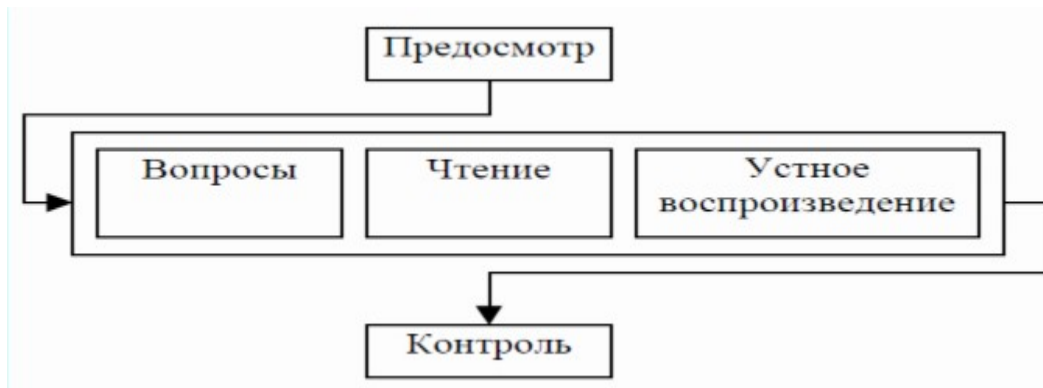 Предосмотр
Вопросы
Чтение
Устное
воспроизведение
Контроль